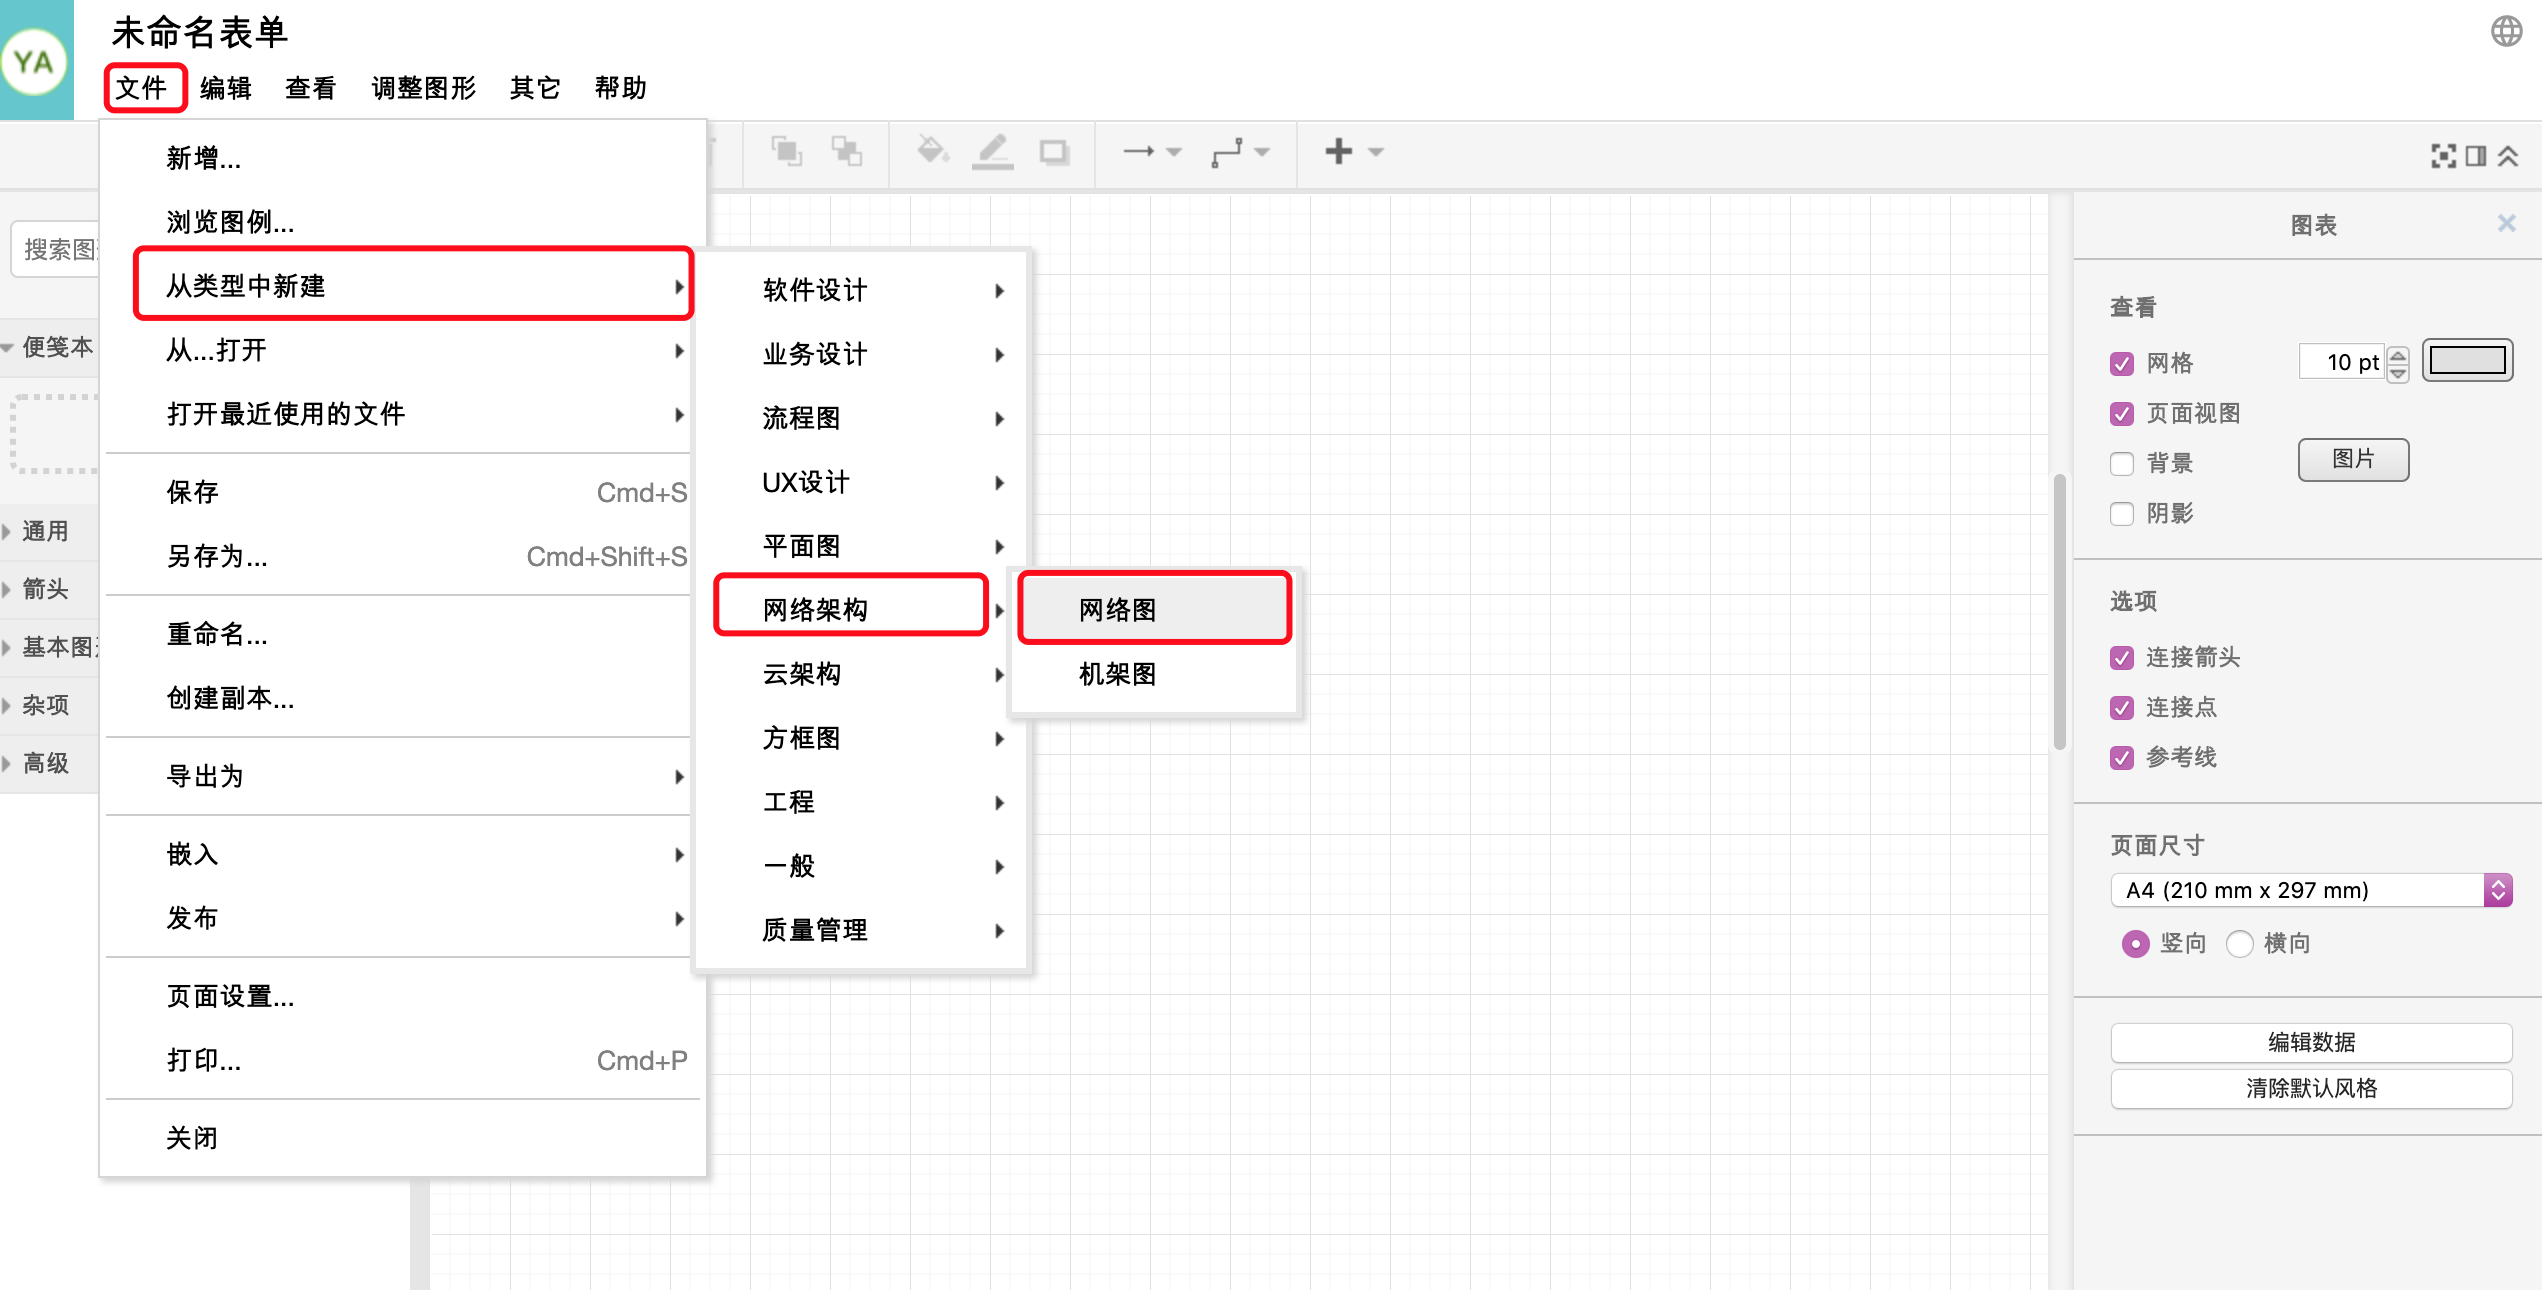 YA
未命名表单
文件 编辑 查看 调整图形 其它 帮助
新增...
浏览图例...
从类型中新建
从...打开
打开最近使用的文件
保存 Cmd+S
另存为... Cmd+Shift+S
重命名...
创建副本...
导出为
嵌入
发布
页面设置...
打印... Cmd+P
关闭
软件设计
业务设计
流程图
UX设计
平面图
网络架构
云架构
方框图
工程
一般
质量管理
网络图
机架图
搜索图
便笺本
通用
箭头
基本图
杂项
高级
图表
查看
网格 10 pt
页面视图
背景 图片
阴影
选项
连接箭头
连接点
参考线
页面尺寸
A4 (210 mm x 297 mm)
竖向 横向
编辑数据
清除默认风格